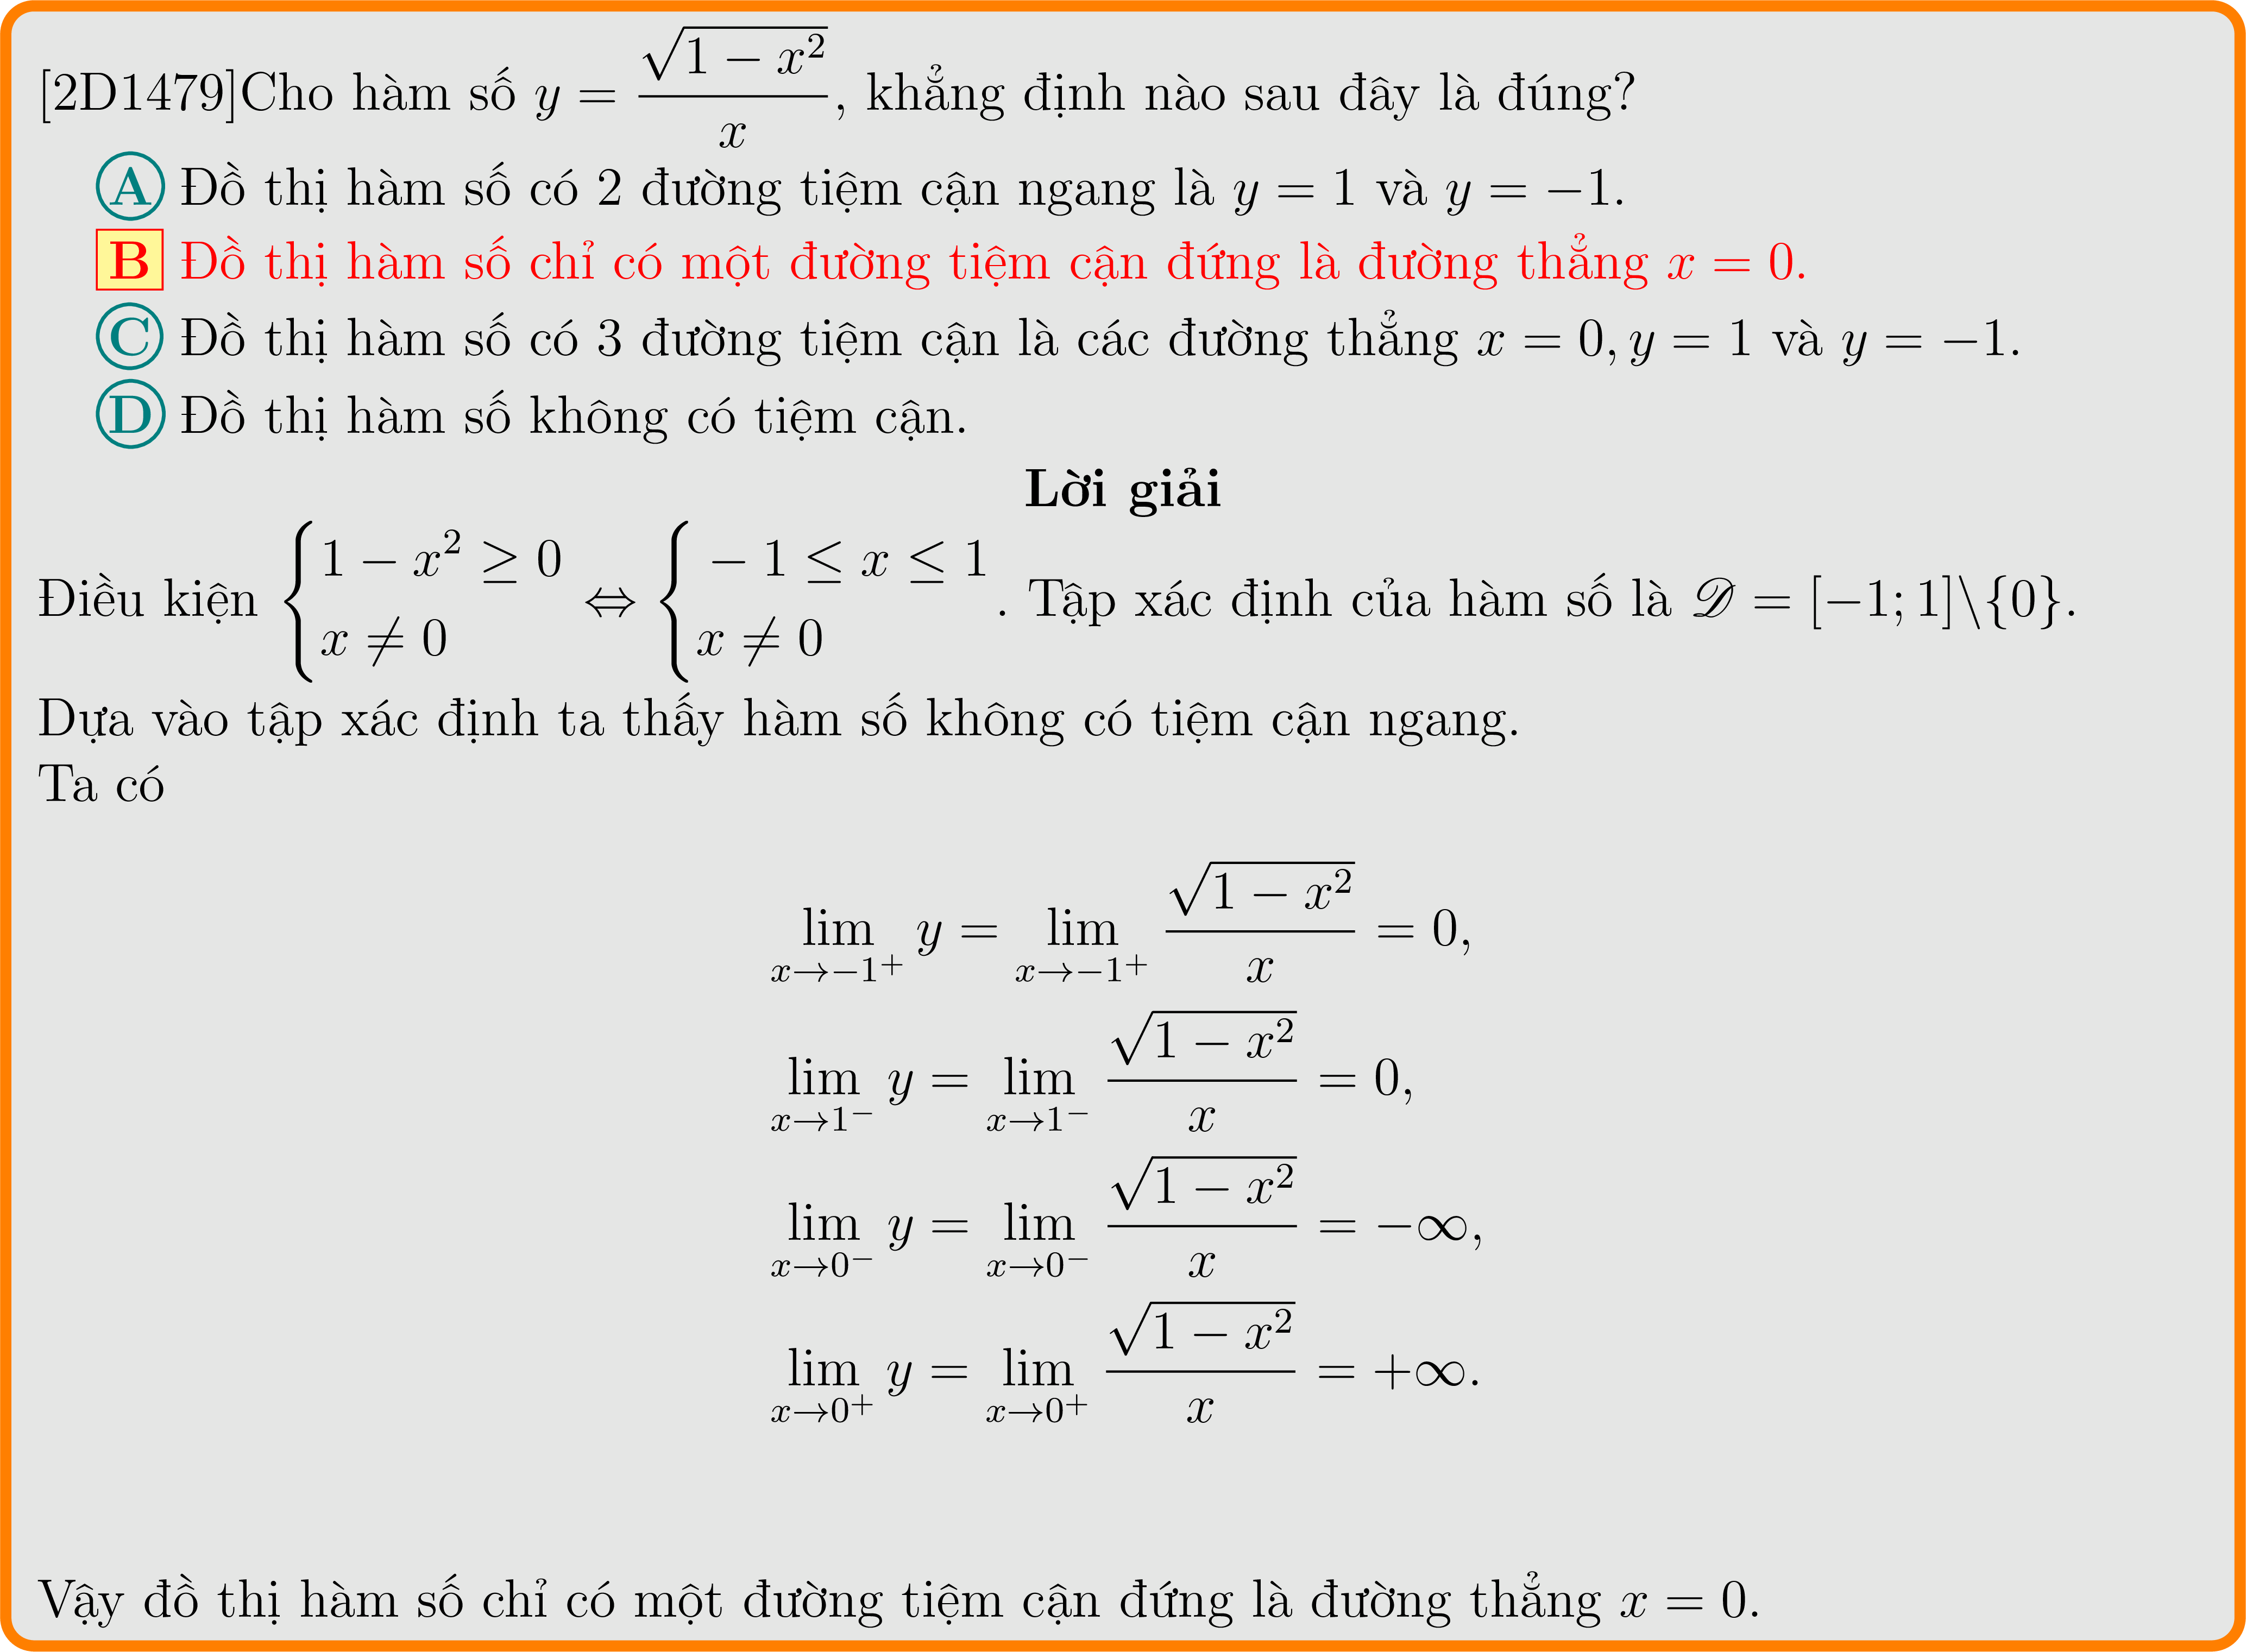 [2D1479]Cho hàm số $y = \dfrac{\sqrt{1-x^2}}{x}$, khẳng định nào sau đây là đúng?
A Đồ thị hàm số có 2 đường tiệm cận ngang là $y = 1$ và $y = -1$.
B Đồ thị hàm số chỉ có một đường tiệm cận đứng là đường thẳng $x = 0$.
C Đồ thị hàm số có 3 đường tiệm cận là các đường thẳng $x = 0, y = 1$ và $y = -1$.
D Đồ thị hàm số không có tiệm cận.
Lời giải
Điều kiện $\begin{cases} 1 - x^2 \geq 0 \\ x \neq 0 \end{cases} \Leftrightarrow \begin{cases} -1 \leq x \leq 1 \\ x \neq 0 \end{cases}$. Tập xác định của hàm số là $\mathscr{D} = [-1; 1] \backslash \{0\}$.
Dựa vào tập xác định ta thấy hàm số không có tiệm cận ngang.
Ta có
$\lim\limits_{x \to -1^+} y = \lim\limits_{x \to -1^+} \dfrac{\sqrt{1-x^2}}{x} = 0,$
$\lim\limits_{x \to 1^-} y = \lim\limits_{x \to 1^-} \dfrac{\sqrt{1-x^2}}{x} = 0,$
$\lim\limits_{x \to 0^-} y = \lim\limits_{x \to 0^-} \dfrac{\sqrt{1-x^2}}{x} = -\infty,$
$\lim\limits_{x \to 0^+} y = \lim\limits_{x \to 0^+} \dfrac{\sqrt{1-x^2}}{x} = +\infty.$
Vậy đồ thị hàm số chỉ có một đường tiệm cận đứng là đường thẳng $x = 0$.